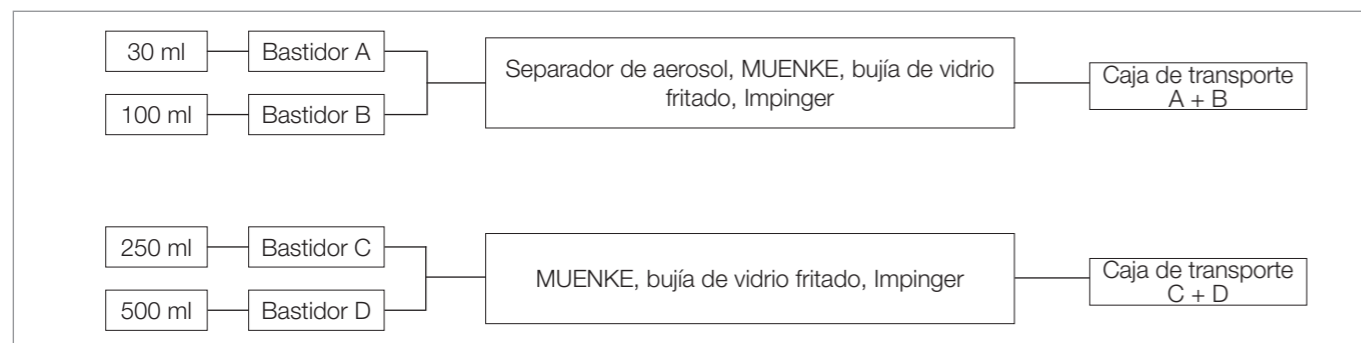 30 ml
Bastidor A
100 ml
Bastidor B
Separador de aerosol, MUENKE, bujía de vidrio
fritado, Impinger
Caja de transporte
A + B
250 ml
Bastidor C
500 ml
Bastidor D
MUENKE, bujía de vidrio fritado, Impinger
Caja de transporte
C + D